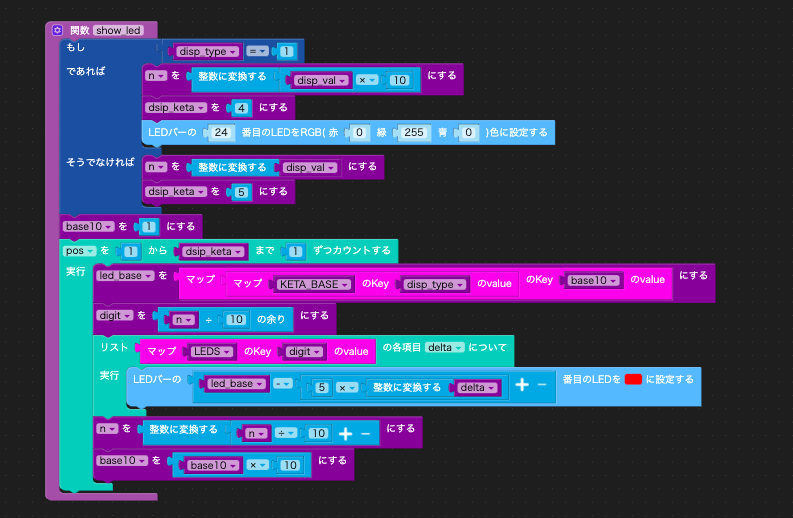 関数 show_led
もし disp_type = 1
であれば n を 整数に変換する disp_val × 10 にする
dsip_keta を 4 にする
LEDバーの 24 番目のLEDをRGB( 赤 0 緑 255 青 0 )色に設定する
そうでなければ n を 整数に変換する disp_val にする
dsip_keta を 5 にする
base10 を 1 にする
pos を 1 から dsip_keta まで 1 ずつカウントする
実行 led_base を マップ マップ KETA_BASE のKey disp_type のvalue のKey base10 のvalue にする
digit を n ÷ 10 の余り にする
リスト マップ LEDS のKey digit のvalue の各項目 delta について
実行 LEDバーの led_base - 5 × 整数に変換する delta + - 番目のLEDを に設定する
n を 整数に変換する n ÷ 10 + - にする
base10 を base10 × 10 にする